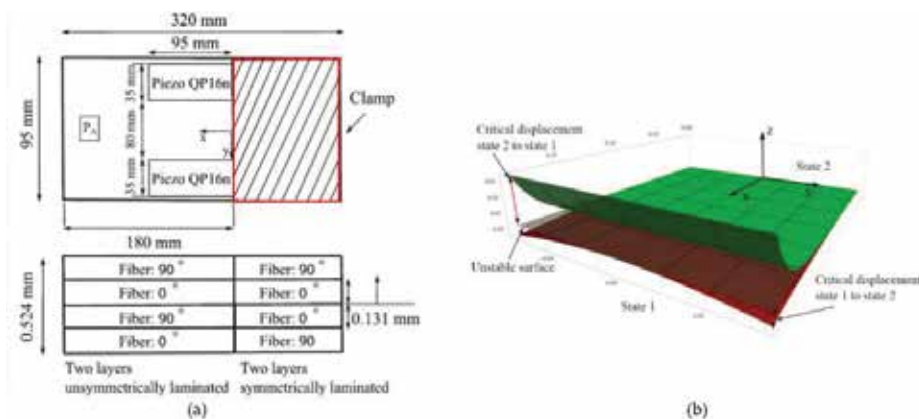 320 mm
95 mm
Piezo QP16n
35 mm
Clamp
95 mm
80 mm
x
y
Piezo QP16n
35 mm
180 mm
0.524 mm
Fiber: 90 ° Fiber: 90 °
Fiber: 0 ° Fiber: 0 °
Fiber: 90 ° Fiber: 0 °
0.131 mm
Fiber: 0 ° Fiber: 90
Two layers
unsymmetrically laminated
Two layers
symmetrically laminated
(a)
Critical displacement
state 2 to state 1
Z
State 2
Unstable surface
State 1
Critical displacement
state 1 to state 2
(b)